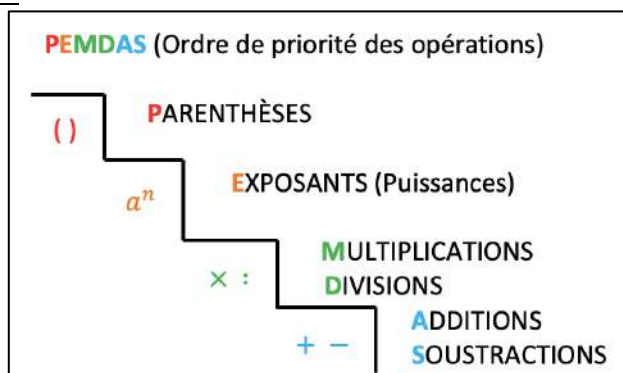 PEMDAS (Ordre de priorité des opérations)
( )
PARENTHÈSES
aⁿ
EXPOSANTS (Puissances)
× :
MULTIPLICATIONS
DIVISIONS
+ −
ADDITIONS
SOUSTRACTIONS